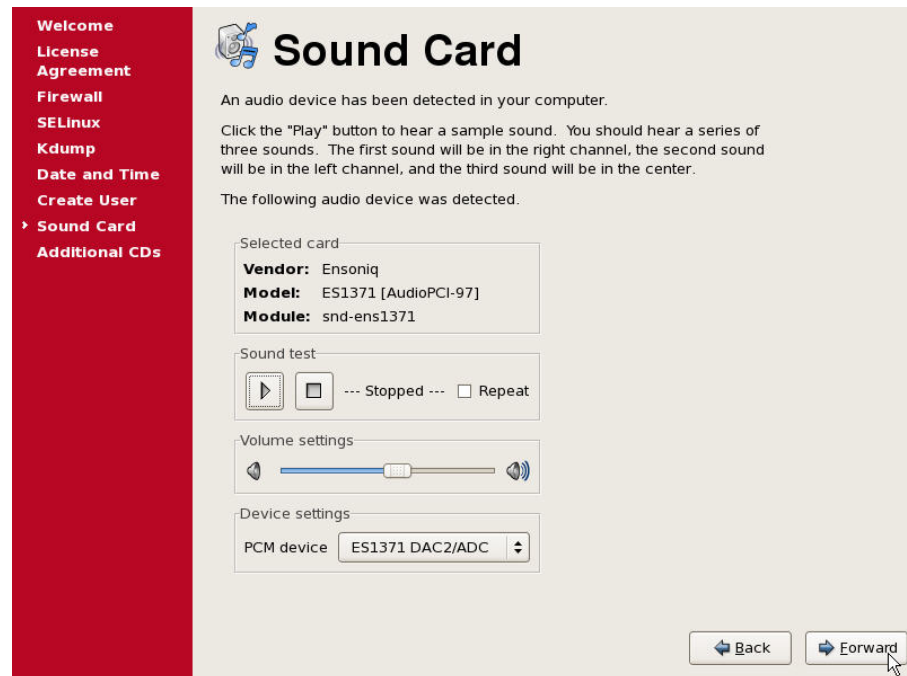 Welcome
License
Agreement
Firewall
SELinux
Kdump
Date and Time
Create User
Sound Card
Additional CDs
Sound Card
An audio device has been detected in your computer.
Click the "Play" button to hear a sample sound. You should hear a series of
three sounds. The first sound will be in the right channel, the second sound
will be in the left channel, and the third sound will be in the center.
The following audio device was detected.
Selected card
Vendor: Ensoniq
Model: ES1371 [AudioPCI-97]
Module: snd-ens1371
Sound test
--- Stopped --- Repeat
Volume settings
Device settings
PCM device ES1371 DAC2/ADC
Back Forward